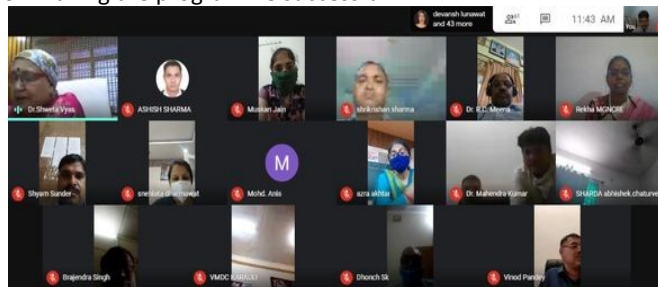 devansh lunawat
and 43 more
11:43 AM
You
Dr.Shweta Vyas
ASHISH SHARMA
Muskan Jain
shrikrishan sharma
Dr. R.C. Meena
Rekha MGNCRE
Shyam Sunder
snehlata dharmawat
M
Mohd. Anis
azra akhtar
Dr. Mahendra Kumar
SHARDA abhishek.chaturve
Brajendra Singh
VMDC KARAULI
Dhonch Sk
Vinod Pandey